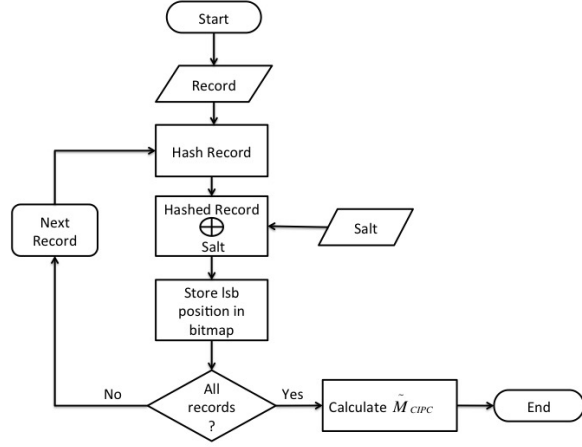 Start
Record
Hash Record
Hashed Record
⊕
Salt
Salt
Next
Record
Store lsb
position in
bitmap
All
records
?
No
Yes
Calculate M̃ CIPC
End